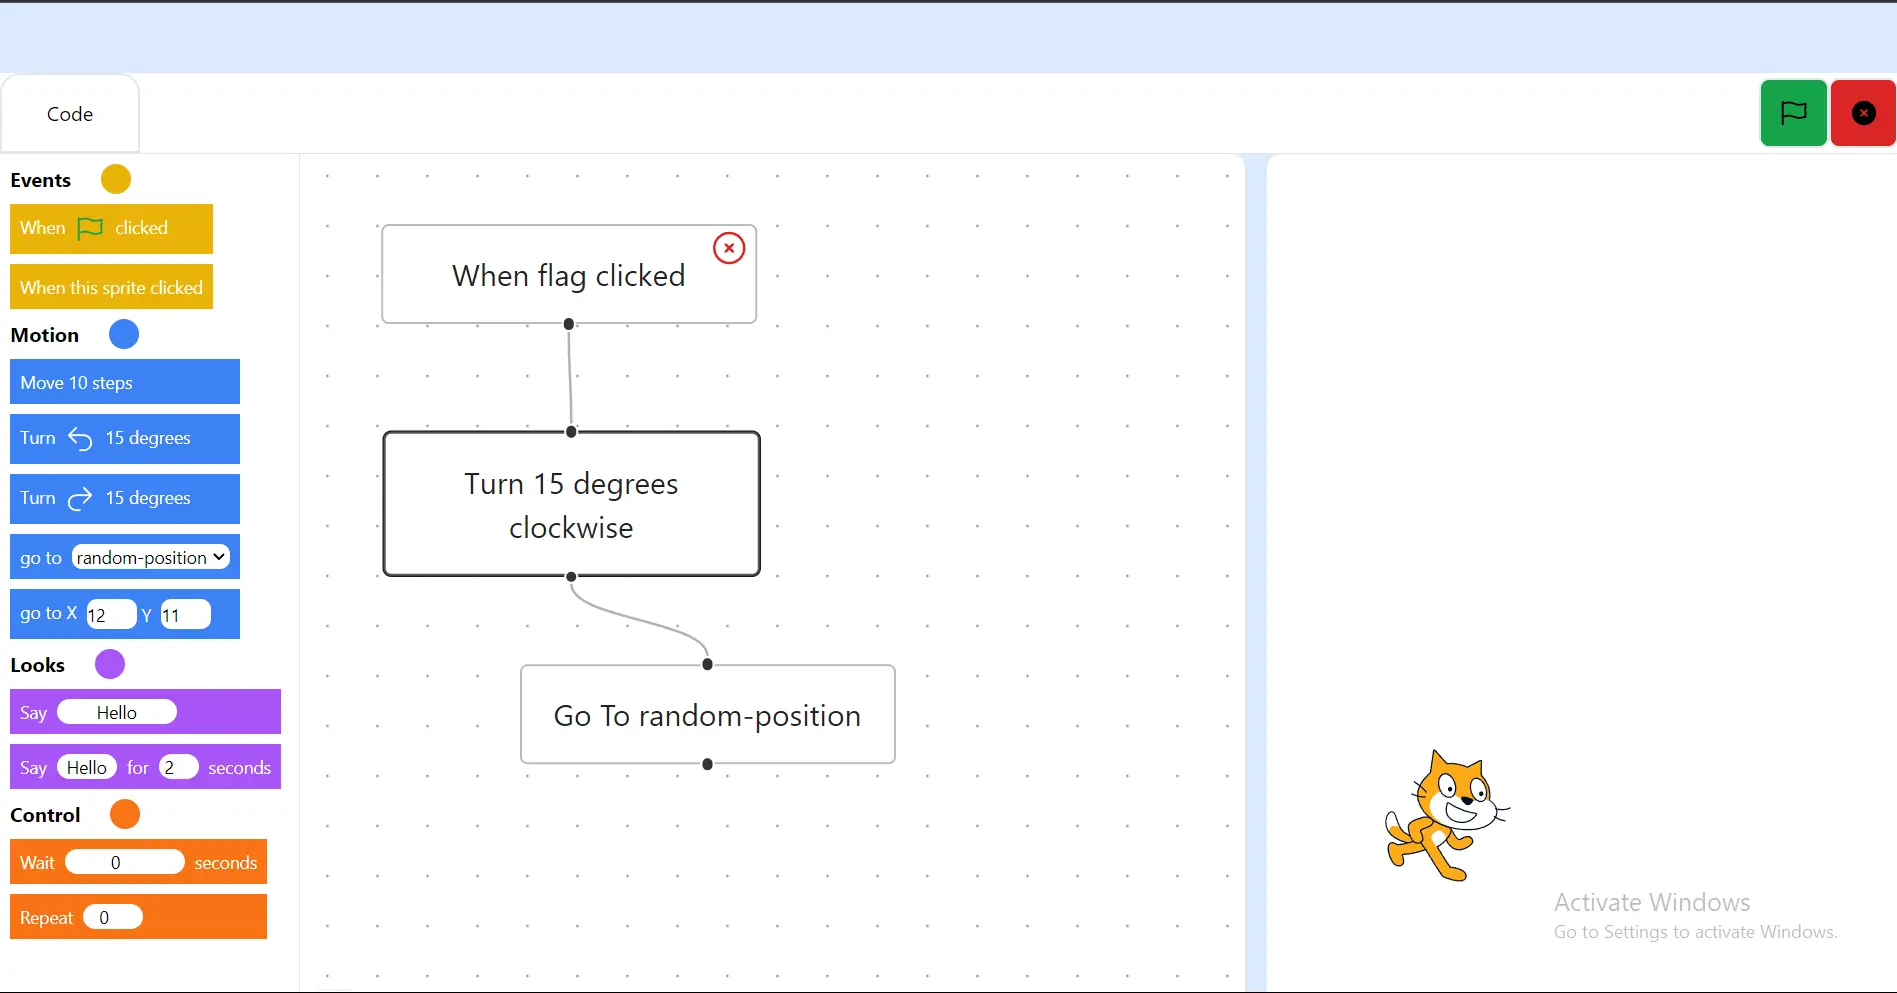 Code
Events
When clicked
When this sprite clicked
Motion
Move 10 steps
Turn 15 degrees
Turn 15 degrees
go to random-position
go to X 12 Y 11
Looks
Say Hello
Say Hello for 2 seconds
Control
Wait 0 seconds
Repeat 0
When flag clicked
Turn 15 degrees
clockwise
Go To random-position
Activate Windows
Go to Settings to activate Windows.